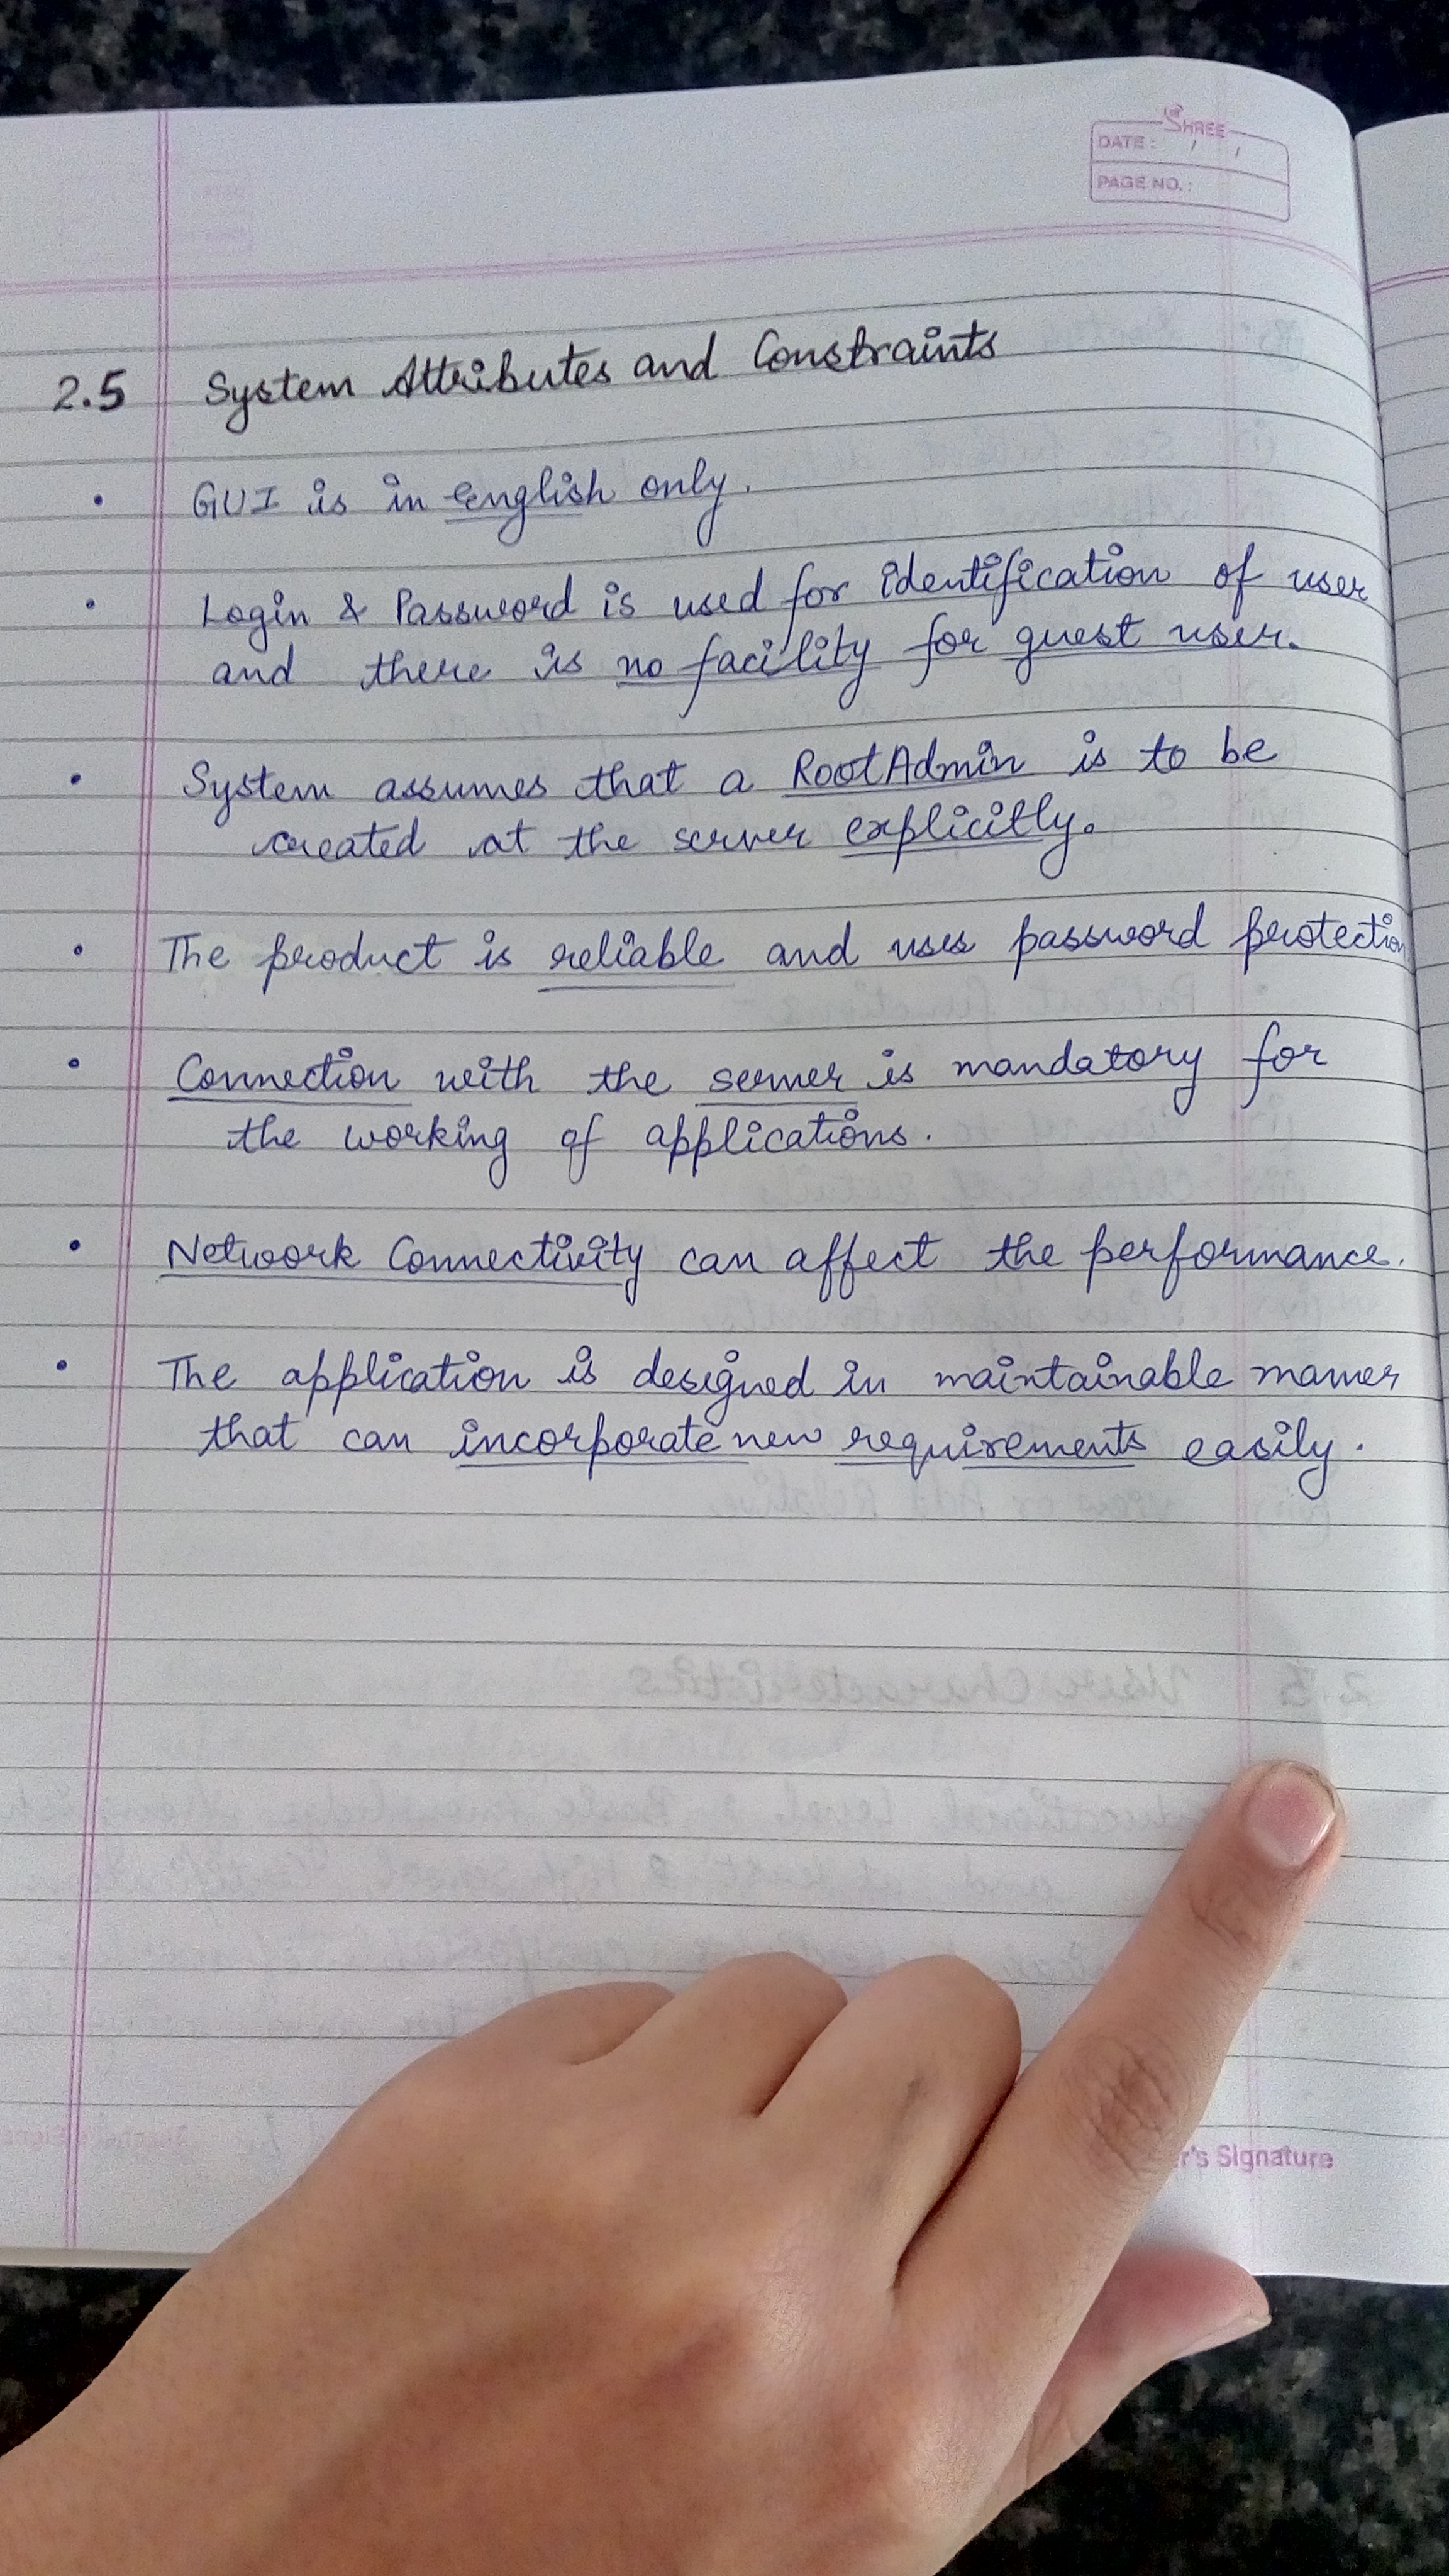 SHREE
DATE : / /
PAGE NO. :
2.5 System Attributes and Constraints
• GUI is in english only.
• Login & Password is used for identification of user
and there is no facility for guest user.
• System assumes that a RootAdmin is to be
created at the server explicitly.
• The product is reliable and uses password protection
• Connection with the server is mandatory for
the working of applications.
• Network Connectivity can affect the performance.
• The application is designed in maintainable manner
that can incorporate new requirements easily.
r's Signature